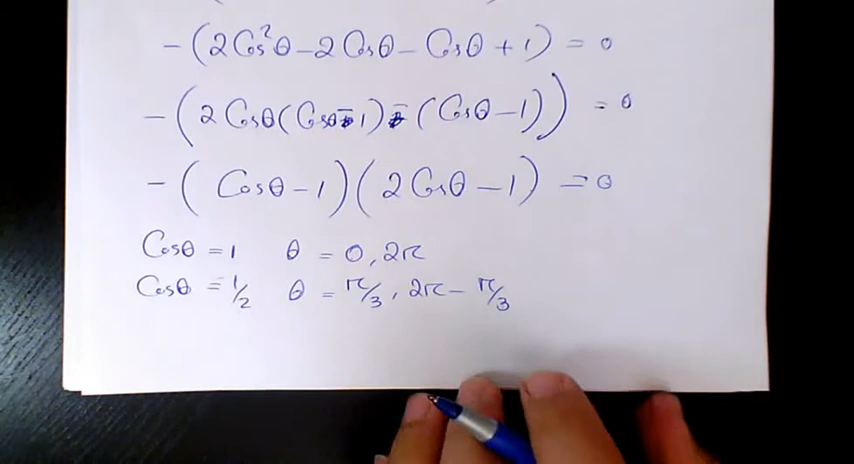 -(2Cos²θ-2Cosθ-Cosθ+1)=0
-(2Cosθ(Cosθ-1)-(Cosθ-1))=0
-(Cosθ-1)(2Cosθ-1)=0
Cosθ=1 θ=0,2π
Cosθ=1/2 θ=π/3,2π-π/3